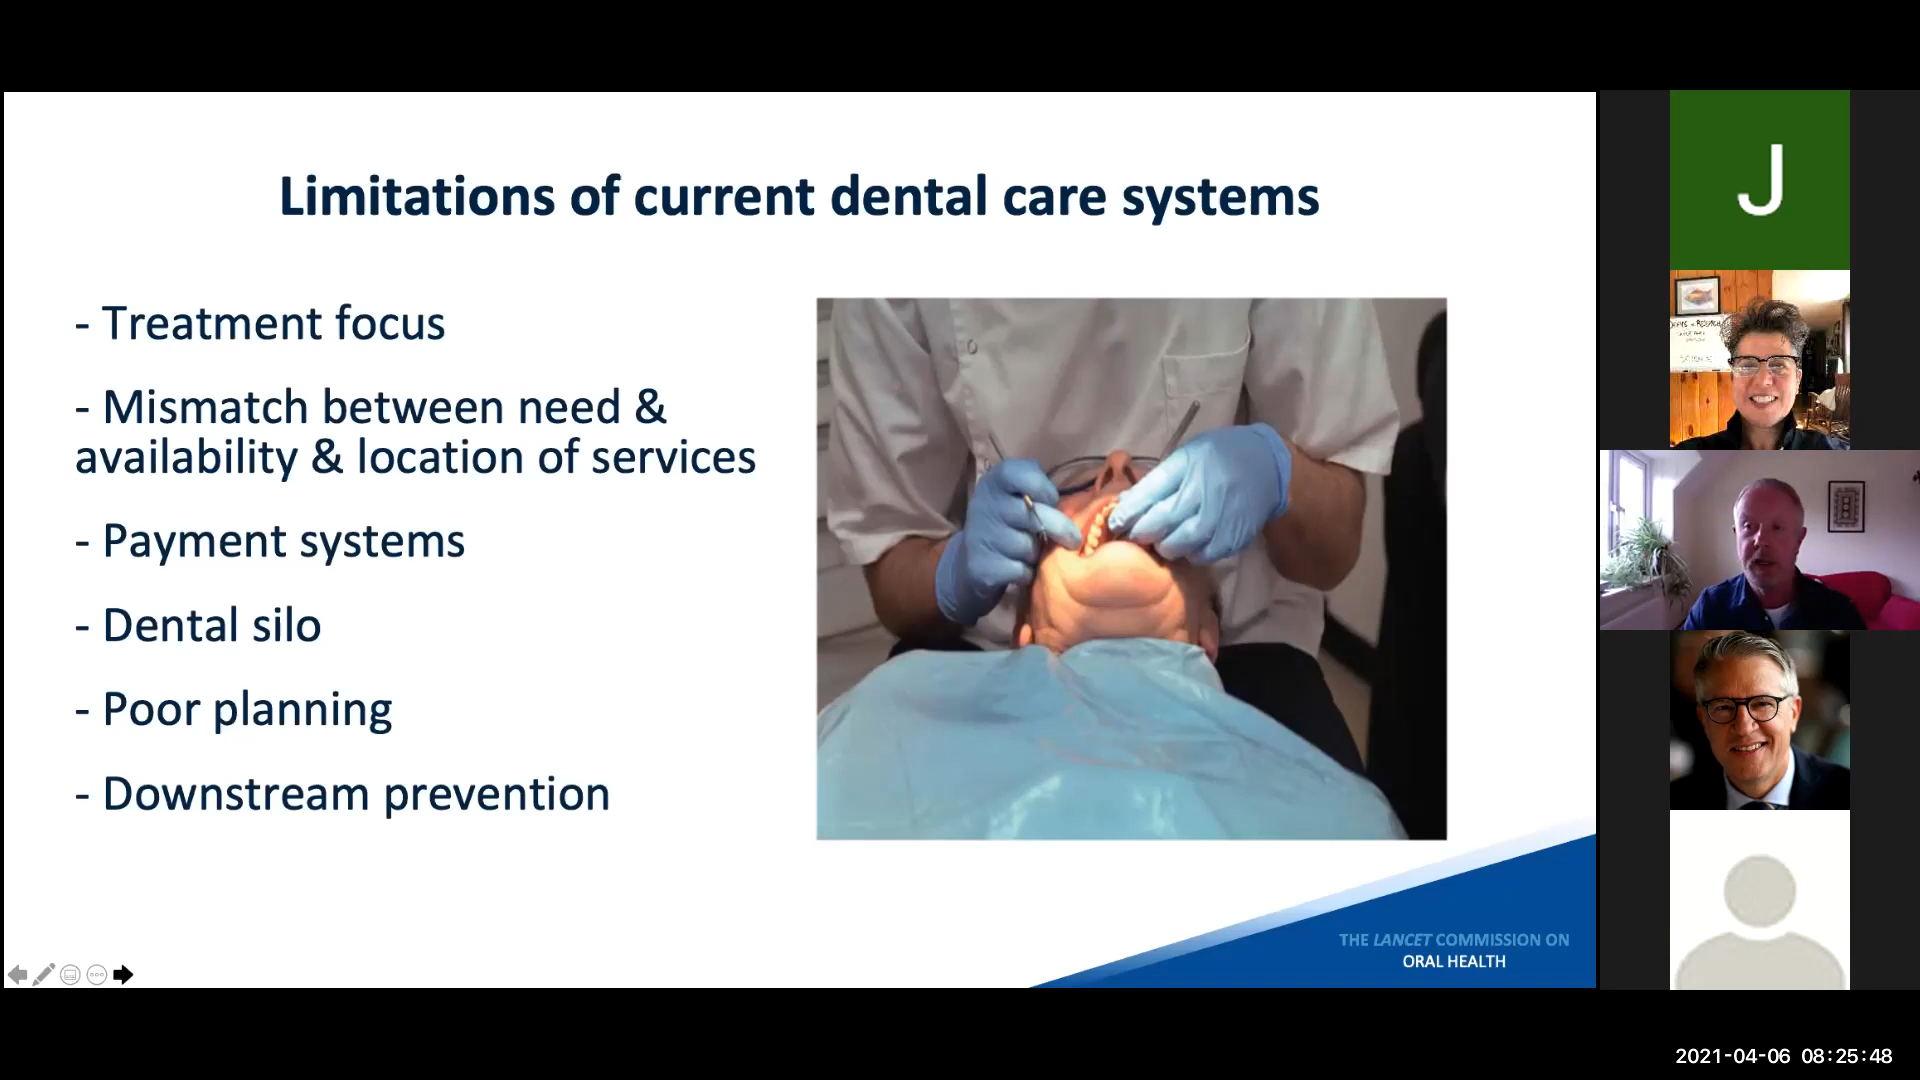 Limitations of current dental care systems
- Treatment focus
- Mismatch between need &
availability & location of services
- Payment systems
- Dental silo
- Poor planning
- Downstream prevention
THE LANCET COMMISSION ON
ORAL HEALTH
J
2021-04-06 08:25:48